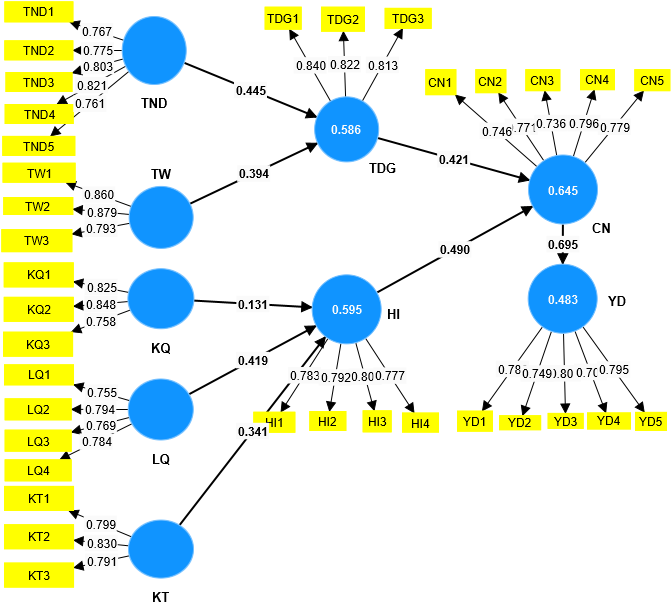 TND1
TND2
TND3
TND4
TND5
0.767
0.775
0.803
0.821
0.761
TND
TW1
TW2
TW3
0.860
0.879
0.793
TW
KQ1
KQ2
KQ3
0.825
0.848
0.758
KQ
LQ1
LQ2
LQ3
LQ4
0.755
0.794
0.769
0.784
LQ
KT1
KT2
KT3
0.799
0.830
0.791
KT
0.445
0.394
0.131
0.419
0.341
TDG1
TDG2
TDG3
0.840
0.822
0.813
0.586
TDG
0.595
HI
0.783
0.792
0.777
HI1
HI2
HI3
HI4
0.421
0.490
CN1
CN2
CN3
CN4
CN5
0.746
0.736
0.796
0.779
0.645
CN
0.695
0.483
YD
0.795
YD1
YD2
YD3
YD4
YD5